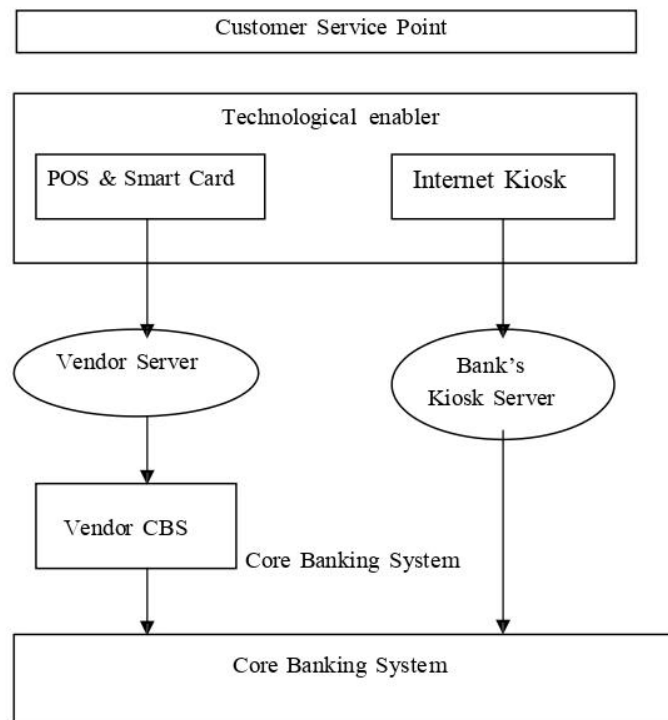 Customer Service Point
Technological enabler
POS & Smart Card
Internet Kiosk
Vendor Server
Bank's
Kiosk Server
Vendor CBS
Core Banking System
Core Banking System